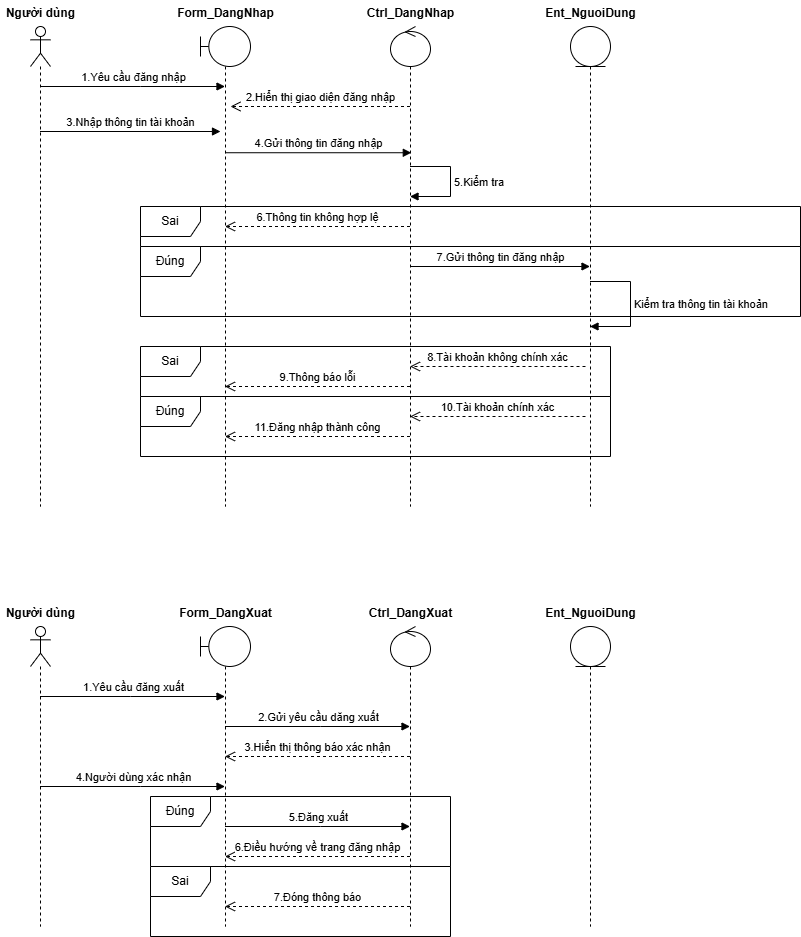 Người dùng
Form_DangNhap
Ctrl_DangNhap
Ent_NguoiDung
1.Yêu cầu đăng nhập
2.Hiển thị giao diện đăng nhập
3.Nhập thông tin tài khoản
4.Gửi thông tin đăng nhập
5.Kiểm tra
Sai
6.Thông tin không hợp lệ
Đúng
7.Gửi thông tin đăng nhập
Kiểm tra thông tin tài khoản
Sai
8.Tài khoản không chính xác
9.Thông báo lỗi
Đúng
10.Tài khoản chính xác
11.Đăng nhập thành công
Người dùng
Form_DangXuat
Ctrl_DangXuat
Ent_NguoiDung
1.Yêu cầu đăng xuất
2.Gửi yêu cầu dăng xuất
3.Hiển thị thông báo xác nhận
4.Người dùng xác nhận
Đúng
5.Đăng xuất
6.Điều hướng về trang đăng nhập
Sai
7.Đóng thông báo